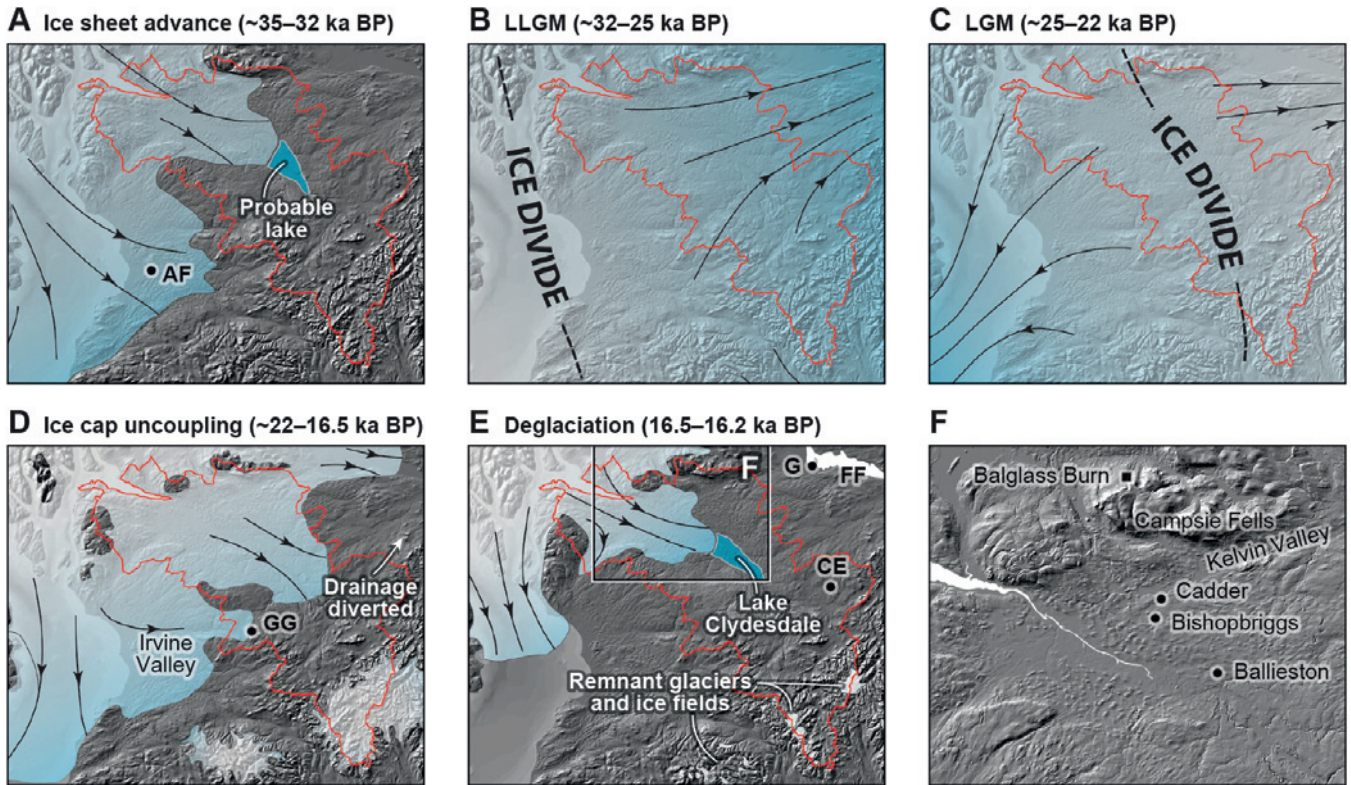 A Ice sheet advance (~35–32 ka BP)
Probable
lake
AF
B LLGM (~32–25 ka BP)
ICE DIVIDE
C LGM (~25–22 ka BP)
ICE DIVIDE
D Ice cap uncoupling (~22–16.5 ka BP)
Drainage
diverted
GG
Irvine
Valley
E Deglaciation (16.5–16.2 ka BP)
F
G
FF
CE
Lake
Clydesdale
Remnant glaciers
and ice fields
F
Balglass Burn
Campsie Fells
Kelvin Valley
Cadder
Bishopbriggs
Ballieston